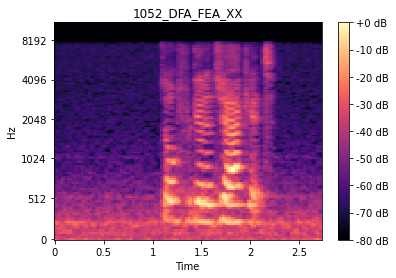 1052_DFA_FEA_XX
+0 dB
8192
-10 dB
4096
-20 dB
-30 dB
2048
Hz
-40 dB
1024
-50 dB
512
-60 dB
-70 dB
0
-80 dB
0 0.5 1 1.5 2 2.5
Time